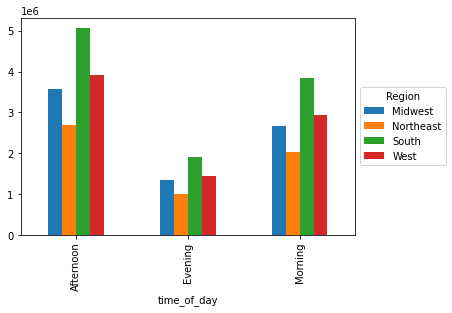 1e6
5
4
3
2
1
0
Afternoon
Evening
Morning
time_of_day
Region
Midwest
Northeast
South
West